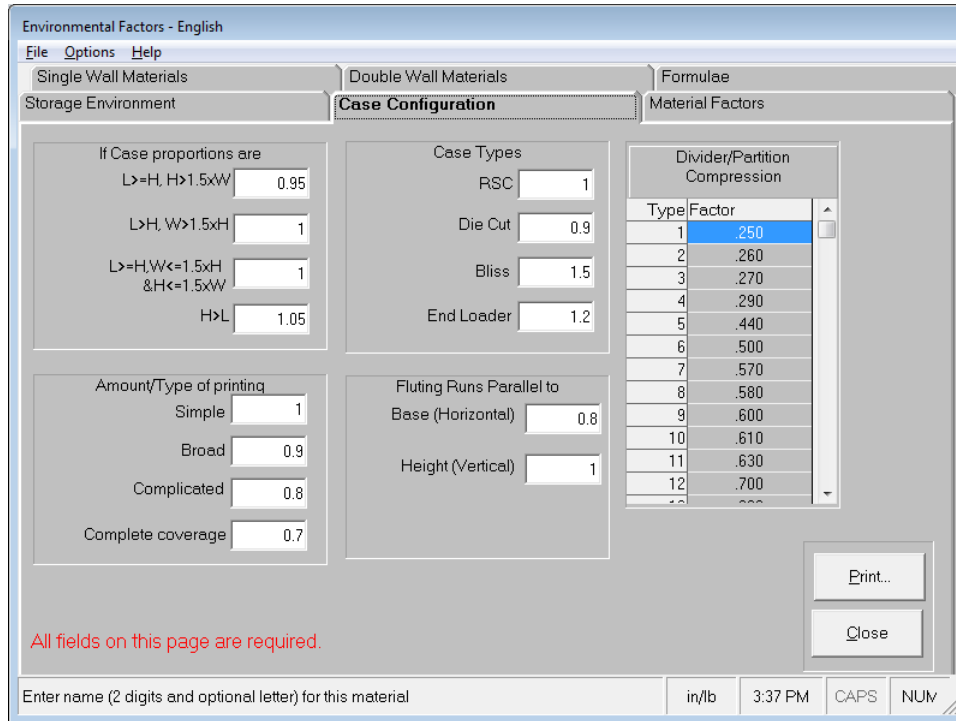 Environmental Factors - English
File Options Help
Single Wall Materials Double Wall Materials Formulae
Storage Environment Case Configuration Material Factors
If Case proportions are
L>=H, H>1.5xW 0.95
L>H, W>1.5xH 1
L>=H,W<=1.5xH
&H<=1.5xW 1
H>L 1.05
Case Types
RSC 1
Die Cut 0.9
Bliss 1.5
End Loader 1.2
Divider/Partition
Compression
Type Factor
1 .250
2 .260
3 .270
4 .290
5 .440
6 .500
7 .570
8 .580
9 .600
10 .610
11 .630
12 .700
Amount/Type of printing
Simple 1
Broad 0.9
Complicated 0.8
Complete coverage 0.7
Fluting Runs Parallel to
Base (Horizontal) 0.8
Height (Vertical) 1
Print...
Close
All fields on this page are required.
Enter name (2 digits and optional letter) for this material in/lb 3:37 PM CAPS NUM